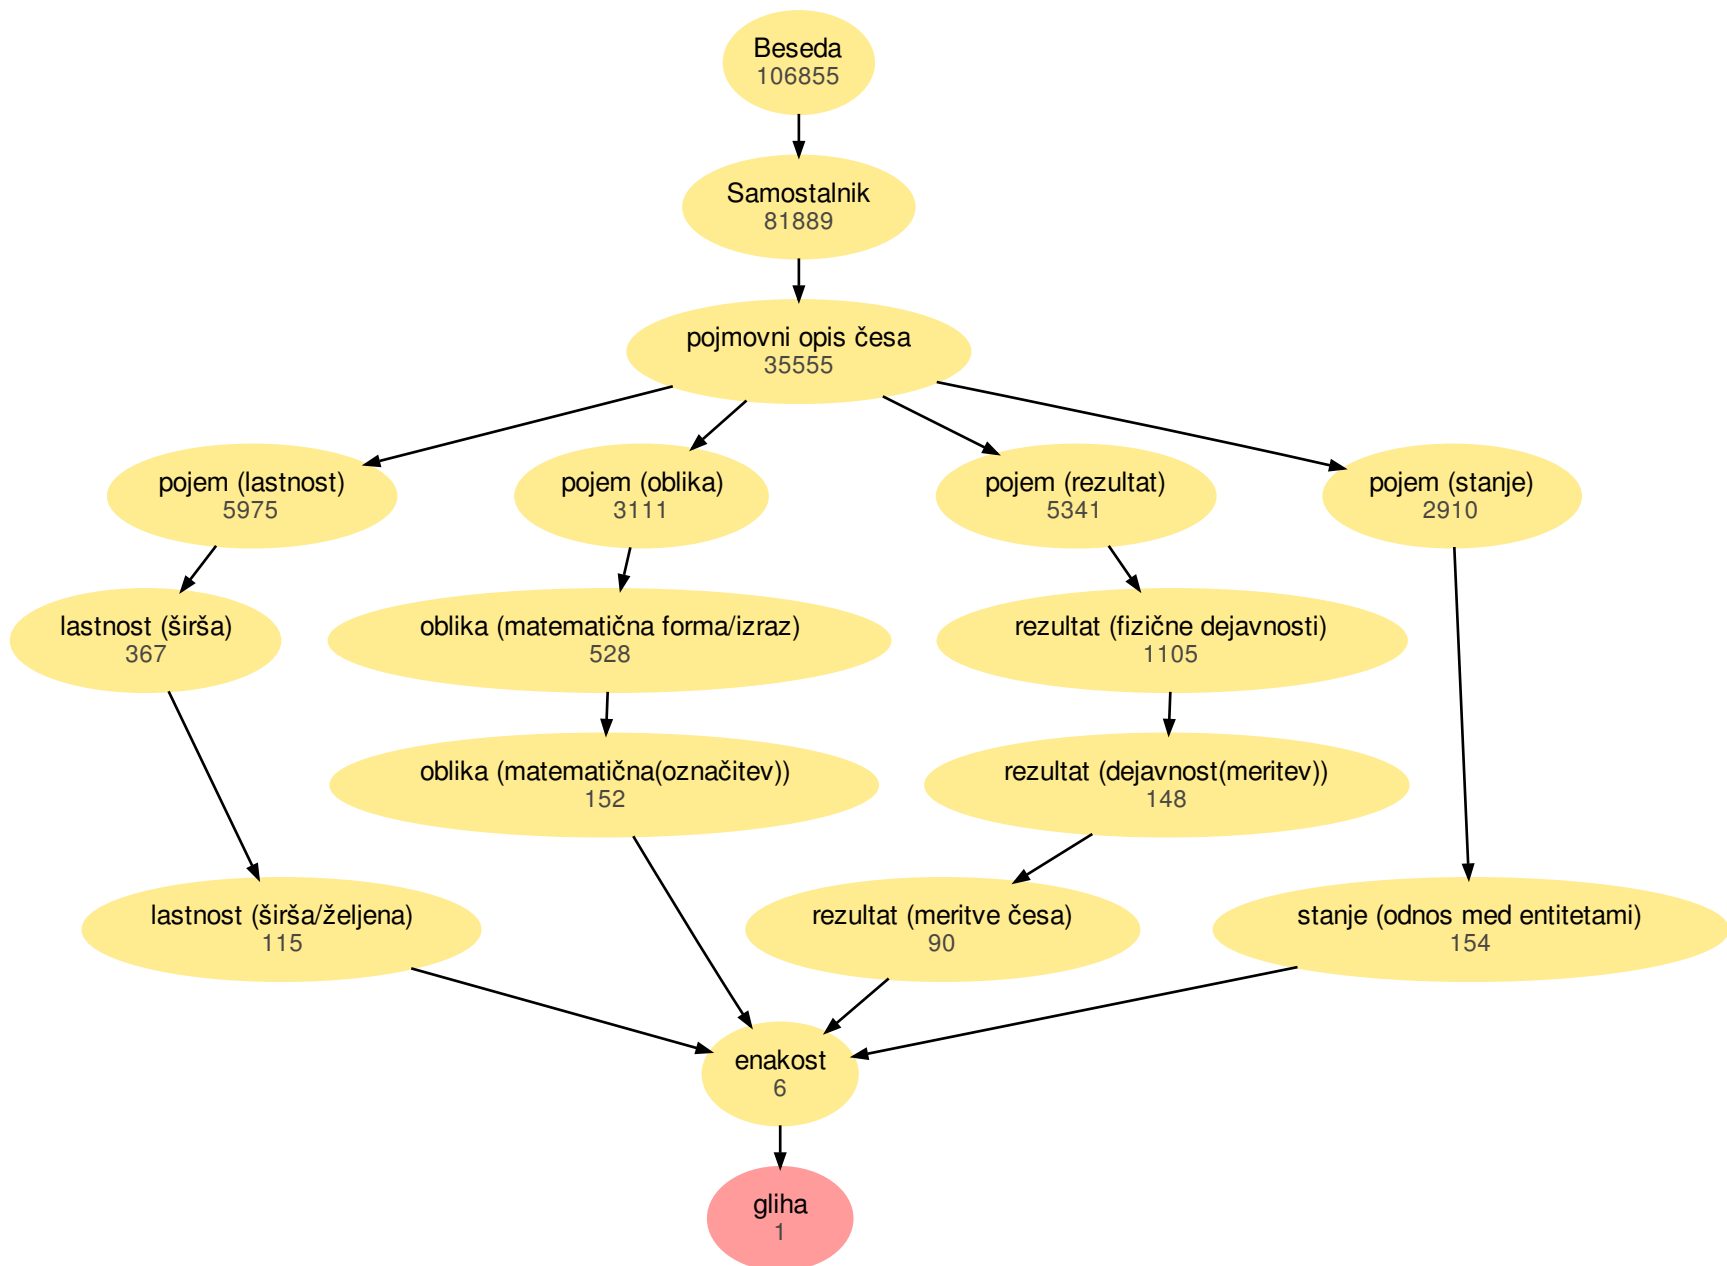 Beseda
106855
Samostalnik
81889
pojmovni opis česa
35555
pojem (lastnost)
5975
pojem (oblika)
3111
pojem (rezultat)
5341
pojem (stanje)
2910
lastnost (širša)
367
oblika (matematična forma/izraz)
528
rezultat (fizične dejavnosti)
1105
oblika (matematična(označitev))
152
rezultat (dejavnost(meritev))
148
lastnost (širša/željena)
115
rezultat (meritve česa)
90
stanje (odnos med entitetami)
154
enakost
6
gliha
1